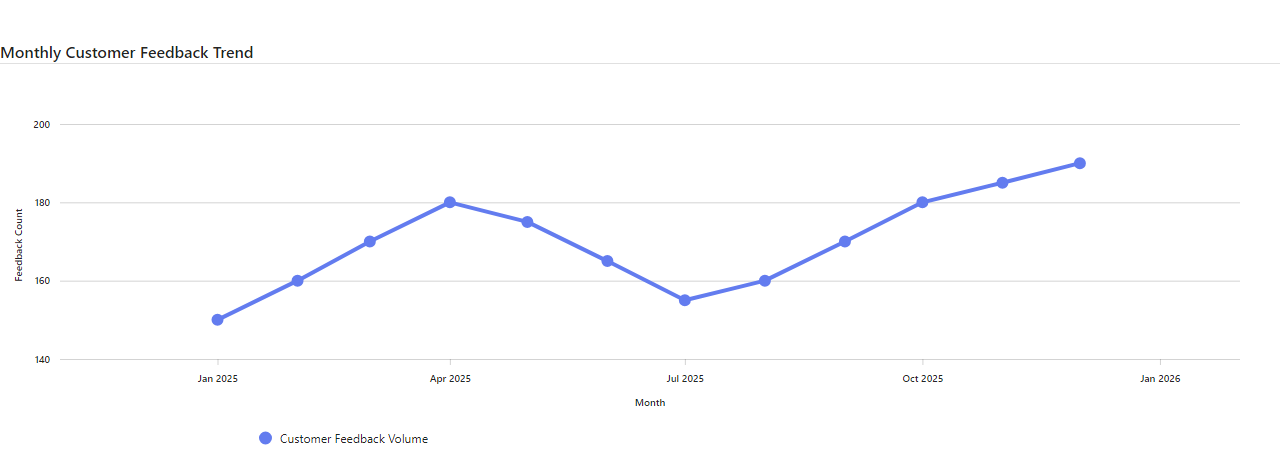 Monthly Customer Feedback Trend
200
180
160
140
Feedback Count
Jan 2025 Apr 2025 Jul 2025 Oct 2025 Jan 2026
Month
Customer Feedback Volume